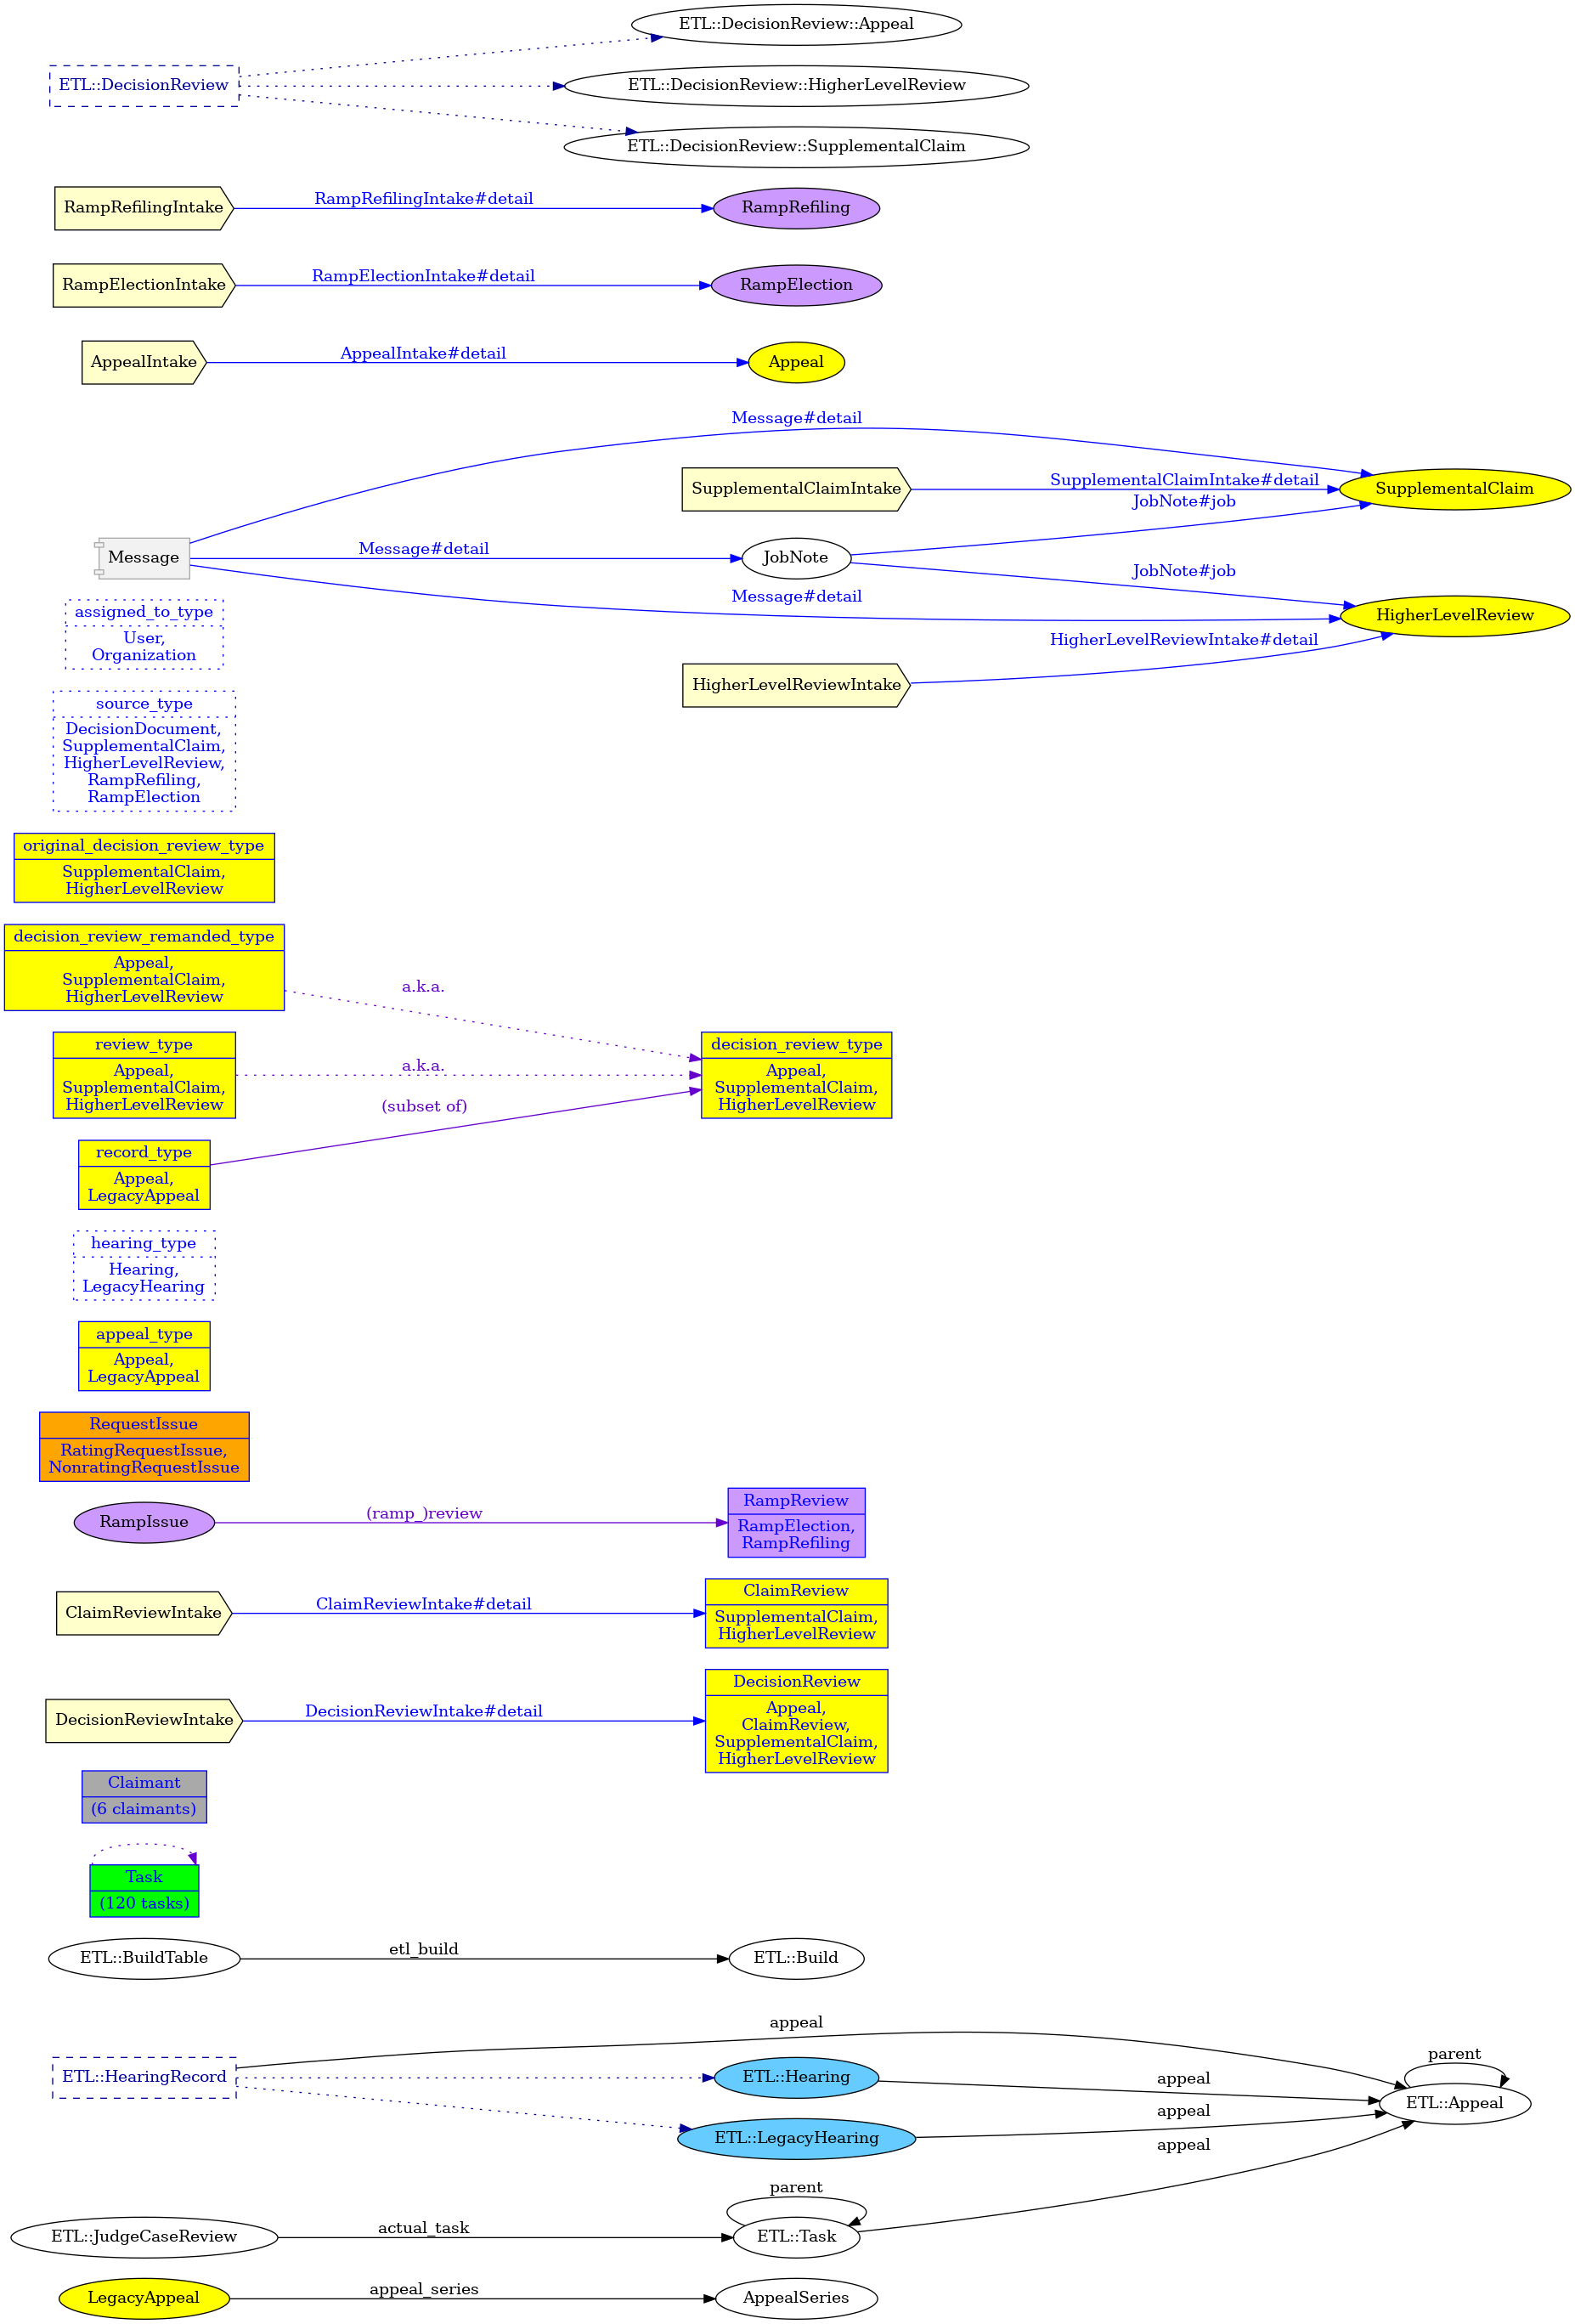 ETL::DecisionReview::Appeal
ETL::DecisionReview
ETL::DecisionReview::HigherLevelReview
ETL::DecisionReview::SupplementalClaim
RampRefilingIntake
RampRefilingIntake#detail
RampRefiling
RampElectionIntake
RampElectionIntake#detail
RampElection
AppealIntake
AppealIntake#detail
Appeal
Message#detail
SupplementalClaimIntake
SupplementalClaimIntake#detail
SupplementalClaim
JobNote#job
Message
Message#detail
JobNote
JobNote#job
Message#detail
HigherLevelReview
HigherLevelReviewIntake#detail
HigherLevelReviewIntake
assigned_to_type
User,
Organization
source_type
DecisionDocument,
SupplementalClaim,
HigherLevelReview,
RampRefiling,
RampElection
original_decision_review_type
SupplementalClaim,
HigherLevelReview
decision_review_remanded_type
Appeal,
SupplementalClaim,
HigherLevelReview
a.k.a.
review_type
Appeal,
SupplementalClaim,
HigherLevelReview
a.k.a.
decision_review_type
Appeal,
SupplementalClaim,
HigherLevelReview
(subset of)
record_type
Appeal,
LegacyAppeal
hearing_type
Hearing,
LegacyHearing
appeal_type
Appeal,
LegacyAppeal
RequestIssue
RatingRequestIssue,
NonratingRequestIssue
RampIssue
(ramp_)review
RampReview
RampElection,
RampRefiling
ClaimReviewIntake
ClaimReviewIntake#detail
ClaimReview
SupplementalClaim,
HigherLevelReview
DecisionReviewIntake
DecisionReviewIntake#detail
DecisionReview
Appeal,
ClaimReview,
SupplementalClaim,
HigherLevelReview
Claimant
(6 claimants)
Task
(120 tasks)
ETL::BuildTable
etl_build
ETL::Build
appeal
ETL::HearingRecord
ETL::Hearing
appeal
parent
ETL::Appeal
ETL::LegacyHearing
appeal
appeal
parent
ETL::JudgeCaseReview
actual_task
ETL::Task
LegacyAppeal
appeal_series
AppealSeries